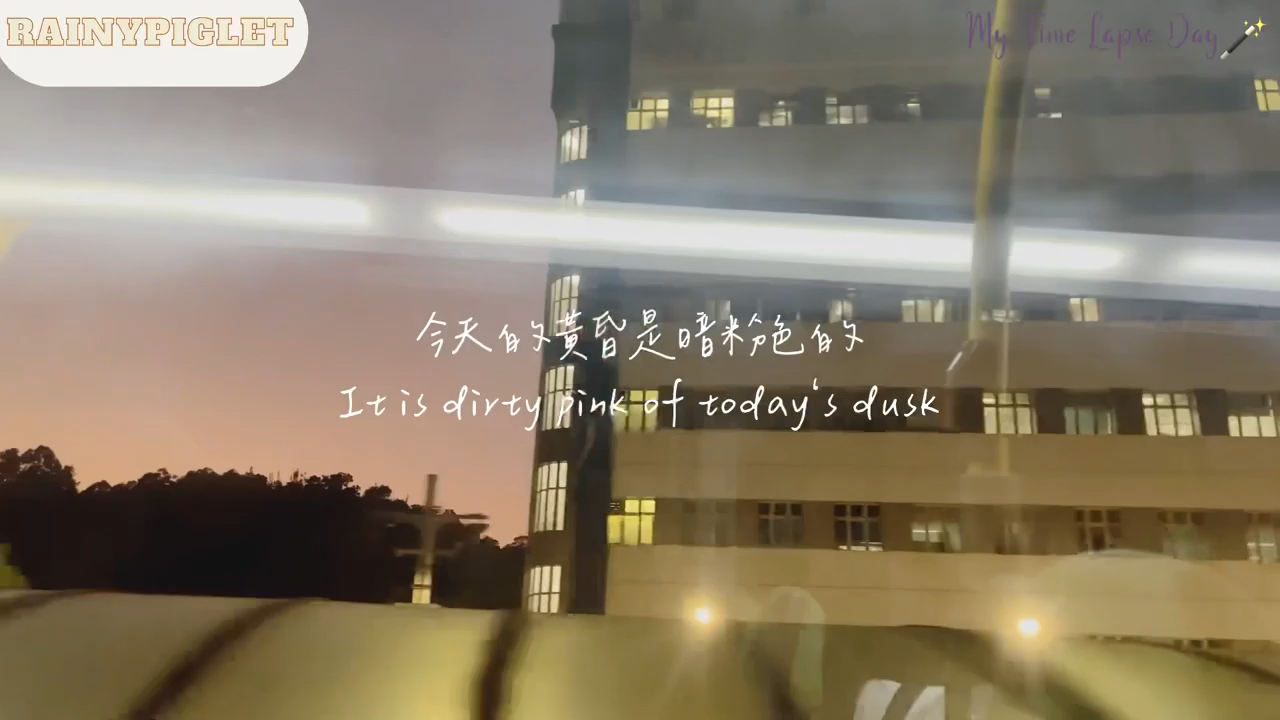 RAINYPIGLET
My Time Lapse Day
今天的黃昏是暗粉色的
It is dirty pink of today's dusk